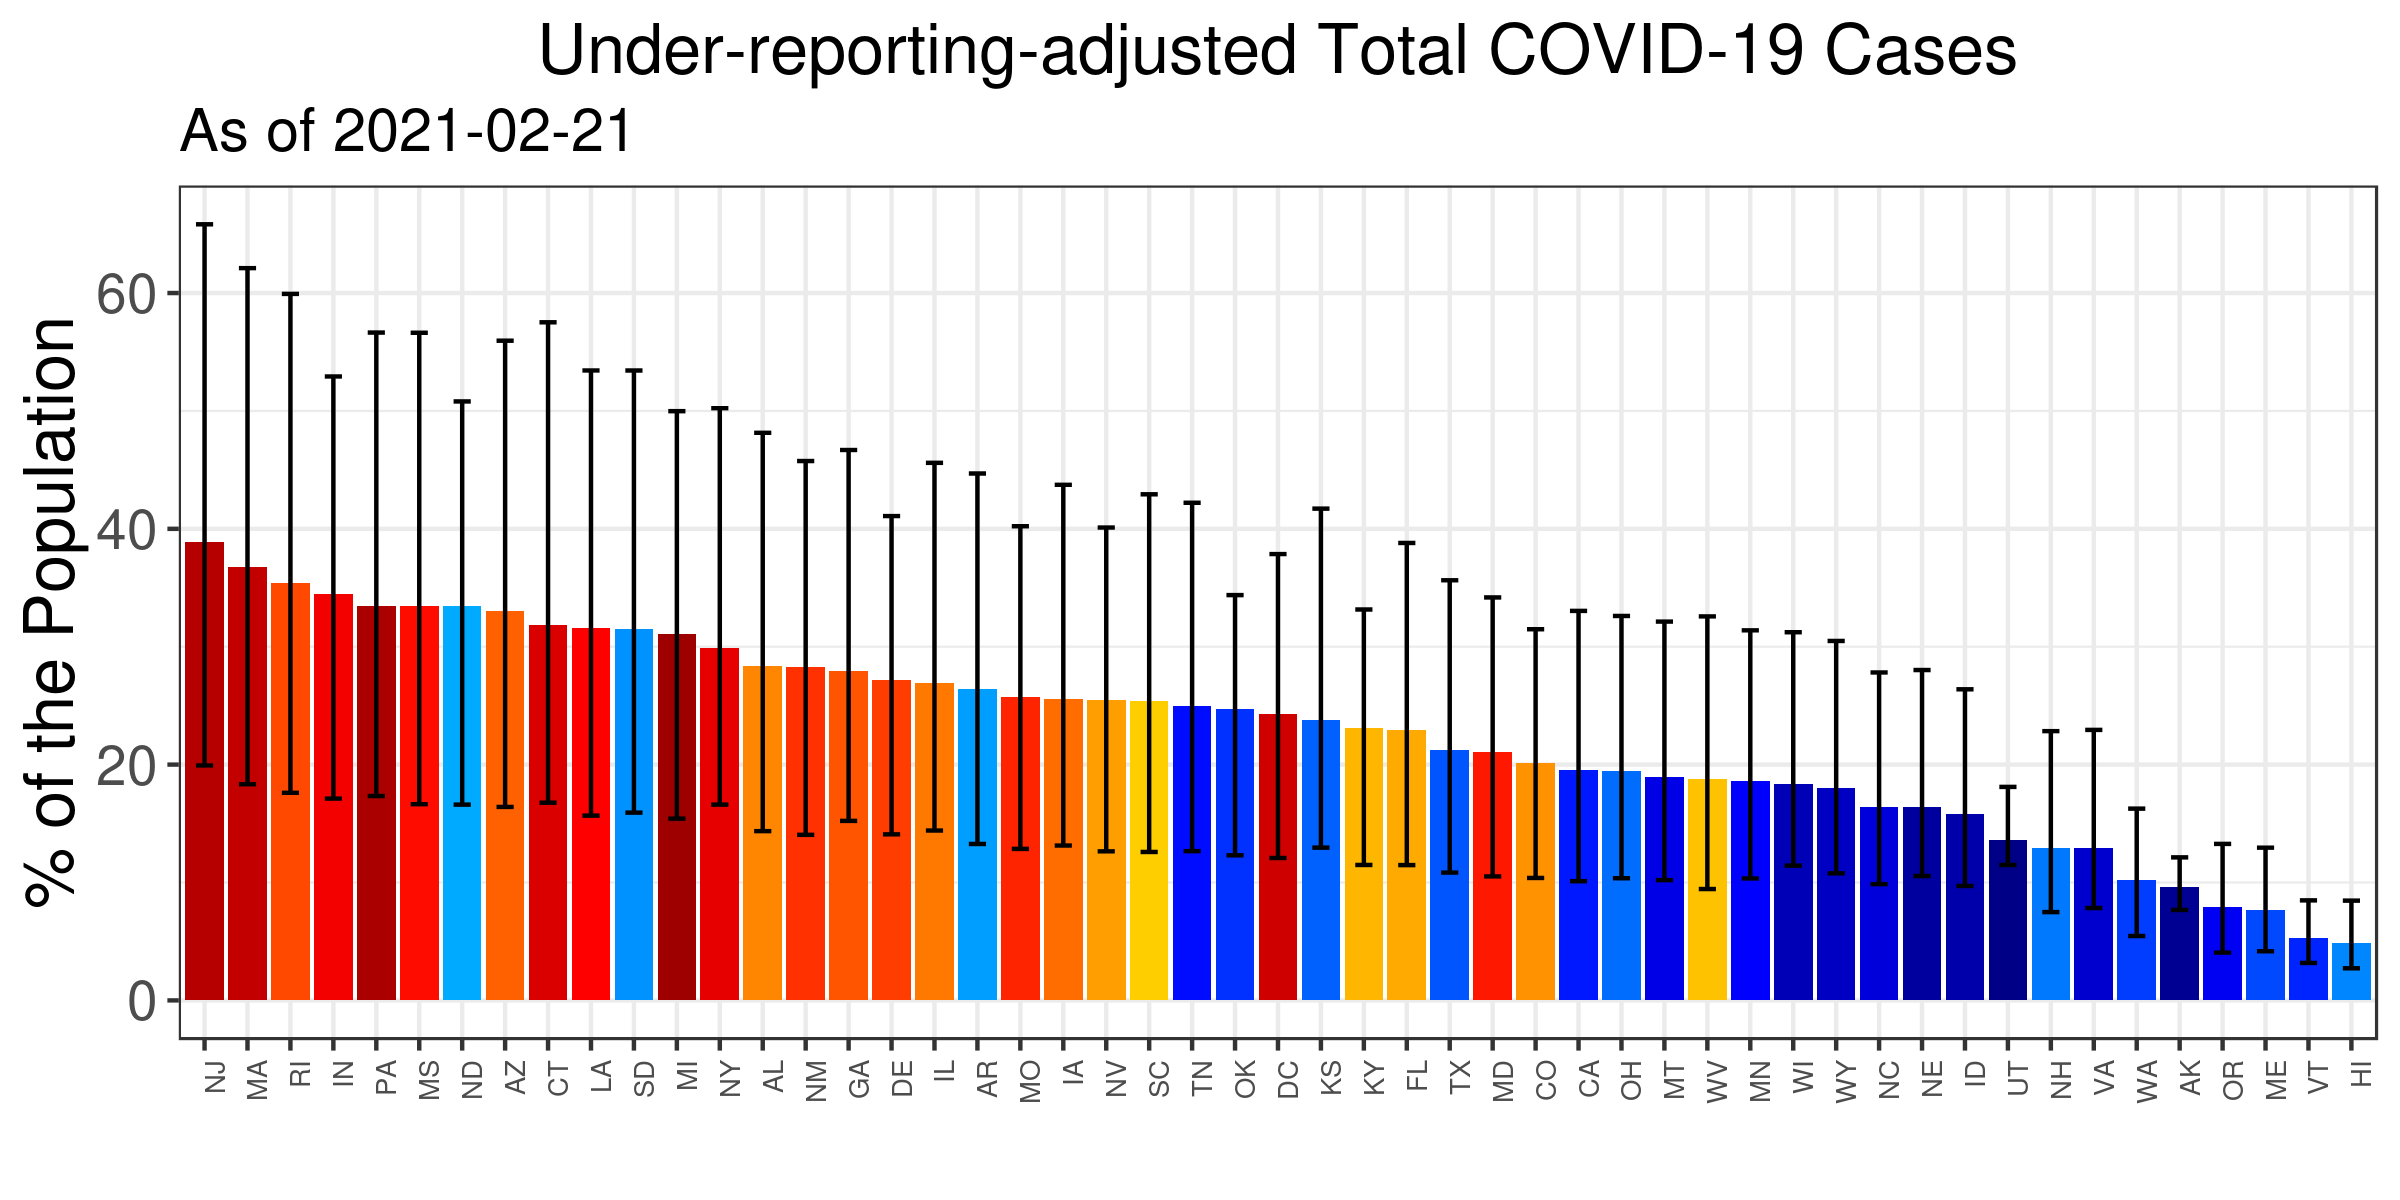 Under-reporting-adjusted Total COVID-19 Cases
As of 2021-02-21
% of the Population
60
40
20
0
NJ MA RI IN PA MS ND AZ CT LA SD MI NY AL NM GA DE IL AR MO IA NV SC TN OK DC KS KY FL TX MD CO CA OH MT WV MN WI WY NC NE ID UT NH VA WA AK OR ME VT HI